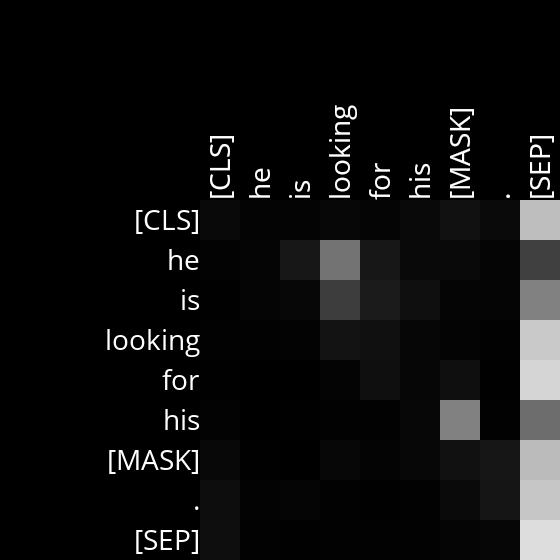 [CLS] he is looking for his [MASK] . [SEP]
[CLS]
he
is
looking
for
his
[MASK]
.
[SEP]